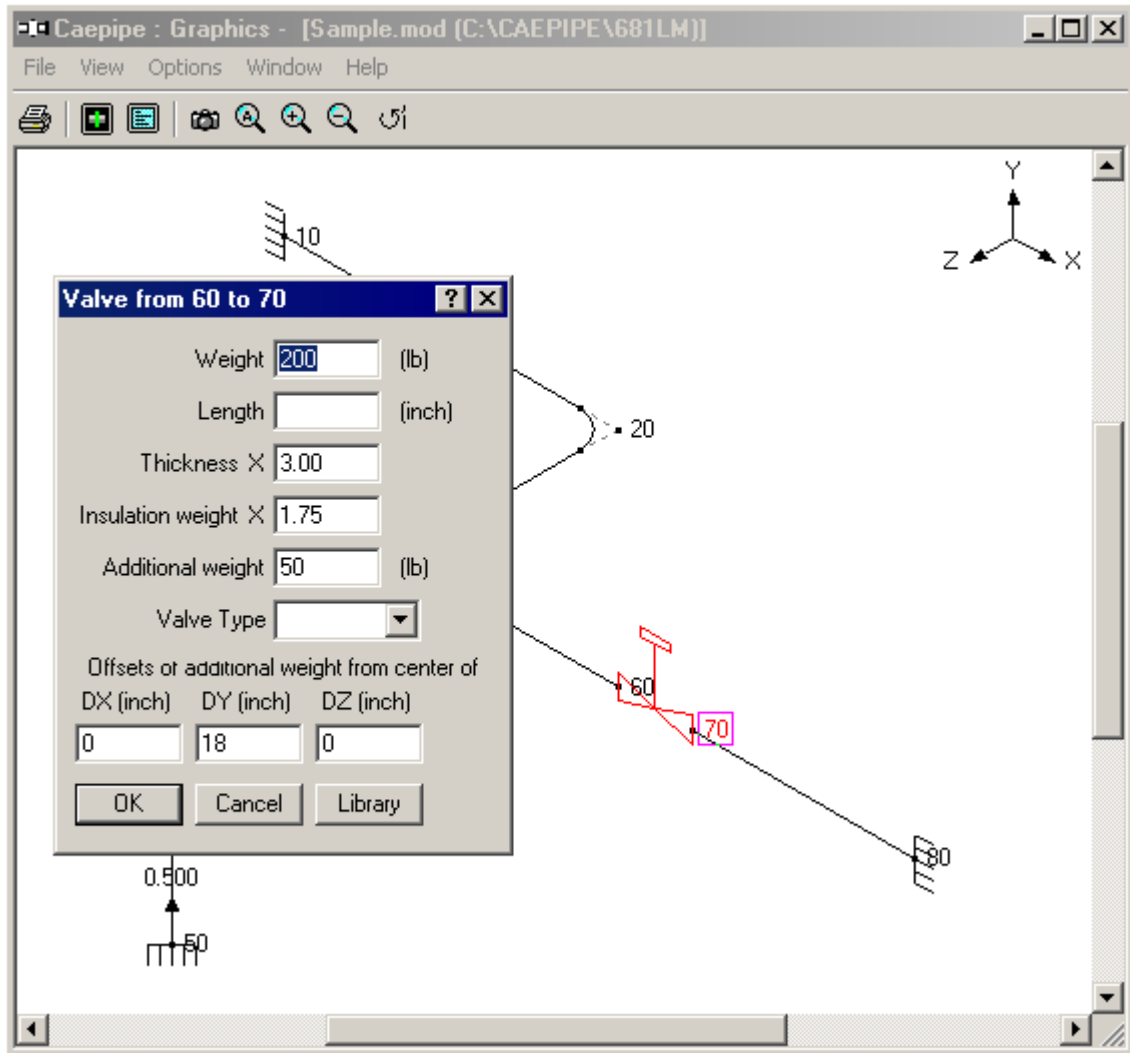 Caepipe : Graphics - [Sample.mod (C:\CAEPIPE\681LM)]
File View Options Window Help
Y
Z X
10
Valve from 60 to 70
Weight 200 (lb)
Length (inch)
Thickness X 3.00
Insulation weight X 1.75
Additional weight 50 (lb)
Valve Type
Offsets of additional weight from center of
DX (inch) DY (inch) DZ (inch)
0 18 0
OK Cancel Library
20
60
70
80
0.500
50